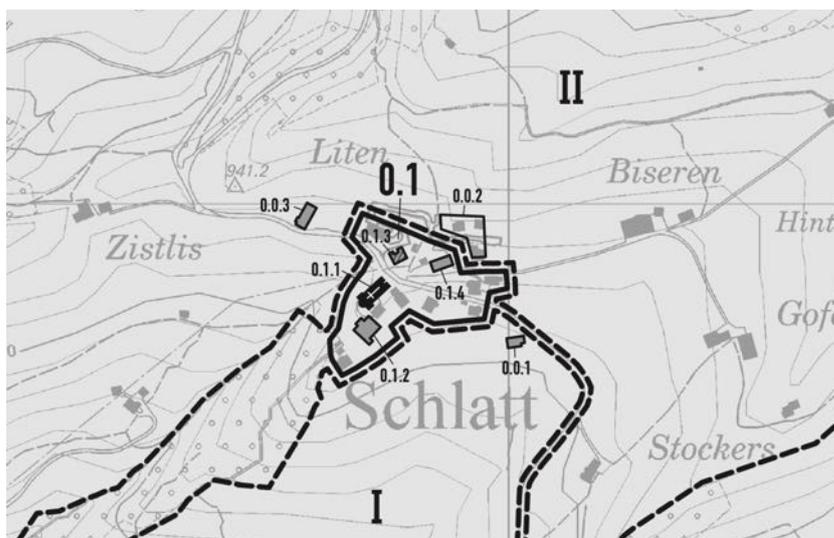 II
Liten
941.2
0.1
0.0.2
Biseren
0.0.3
Hint
Zistlis
0.1.3
0.1.1
0.1.4
Gofe
0.1.2
0.0.1
Schlatt
Stockers
I